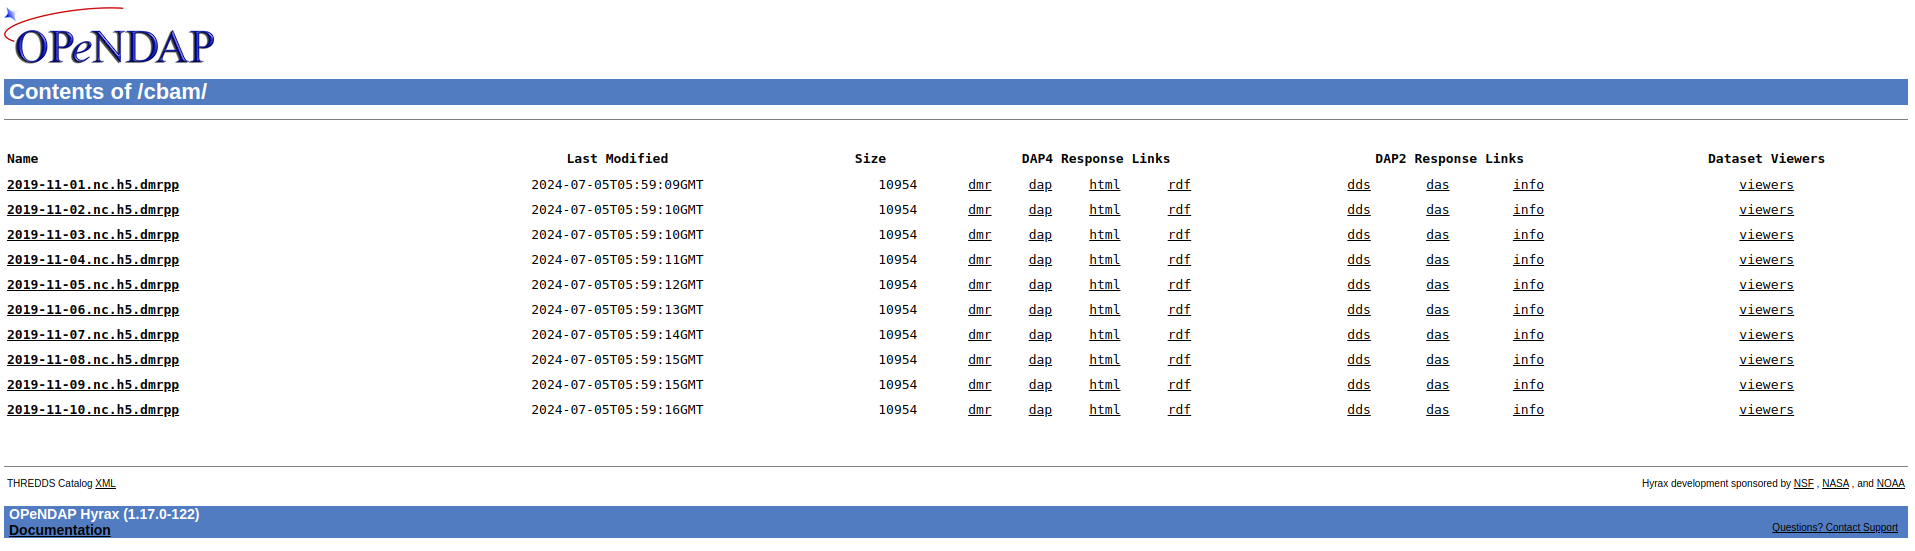 OPeNDAP
Contents of /cbam/
Name Last Modified Size DAP4 Response Links DAP2 Response Links Dataset Viewers
2019-11-01.nc.h5.dmrpp 2024-07-05T05:59:09GMT 10954 dmr dap html rdf dds das info viewers
2019-11-02.nc.h5.dmrpp 2024-07-05T05:59:10GMT 10954 dmr dap html rdf dds das info viewers
2019-11-03.nc.h5.dmrpp 2024-07-05T05:59:10GMT 10954 dmr dap html rdf dds das info viewers
2019-11-04.nc.h5.dmrpp 2024-07-05T05:59:11GMT 10954 dmr dap html rdf dds das info viewers
2019-11-05.nc.h5.dmrpp 2024-07-05T05:59:12GMT 10954 dmr dap html rdf dds das info viewers
2019-11-06.nc.h5.dmrpp 2024-07-05T05:59:13GMT 10954 dmr dap html rdf dds das info viewers
2019-11-07.nc.h5.dmrpp 2024-07-05T05:59:14GMT 10954 dmr dap html rdf dds das info viewers
2019-11-08.nc.h5.dmrpp 2024-07-05T05:59:15GMT 10954 dmr dap html rdf dds das info viewers
2019-11-09.nc.h5.dmrpp 2024-07-05T05:59:15GMT 10954 dmr dap html rdf dds das info viewers
2019-11-10.nc.h5.dmrpp 2024-07-05T05:59:16GMT 10954 dmr dap html rdf dds das info viewers
THREDDS Catalog XML Hyrax development sponsored by NSF , NASA , and NOAA
OPeNDAP Hyrax (1.17.0-122)
Documentation Questions? Contact Support